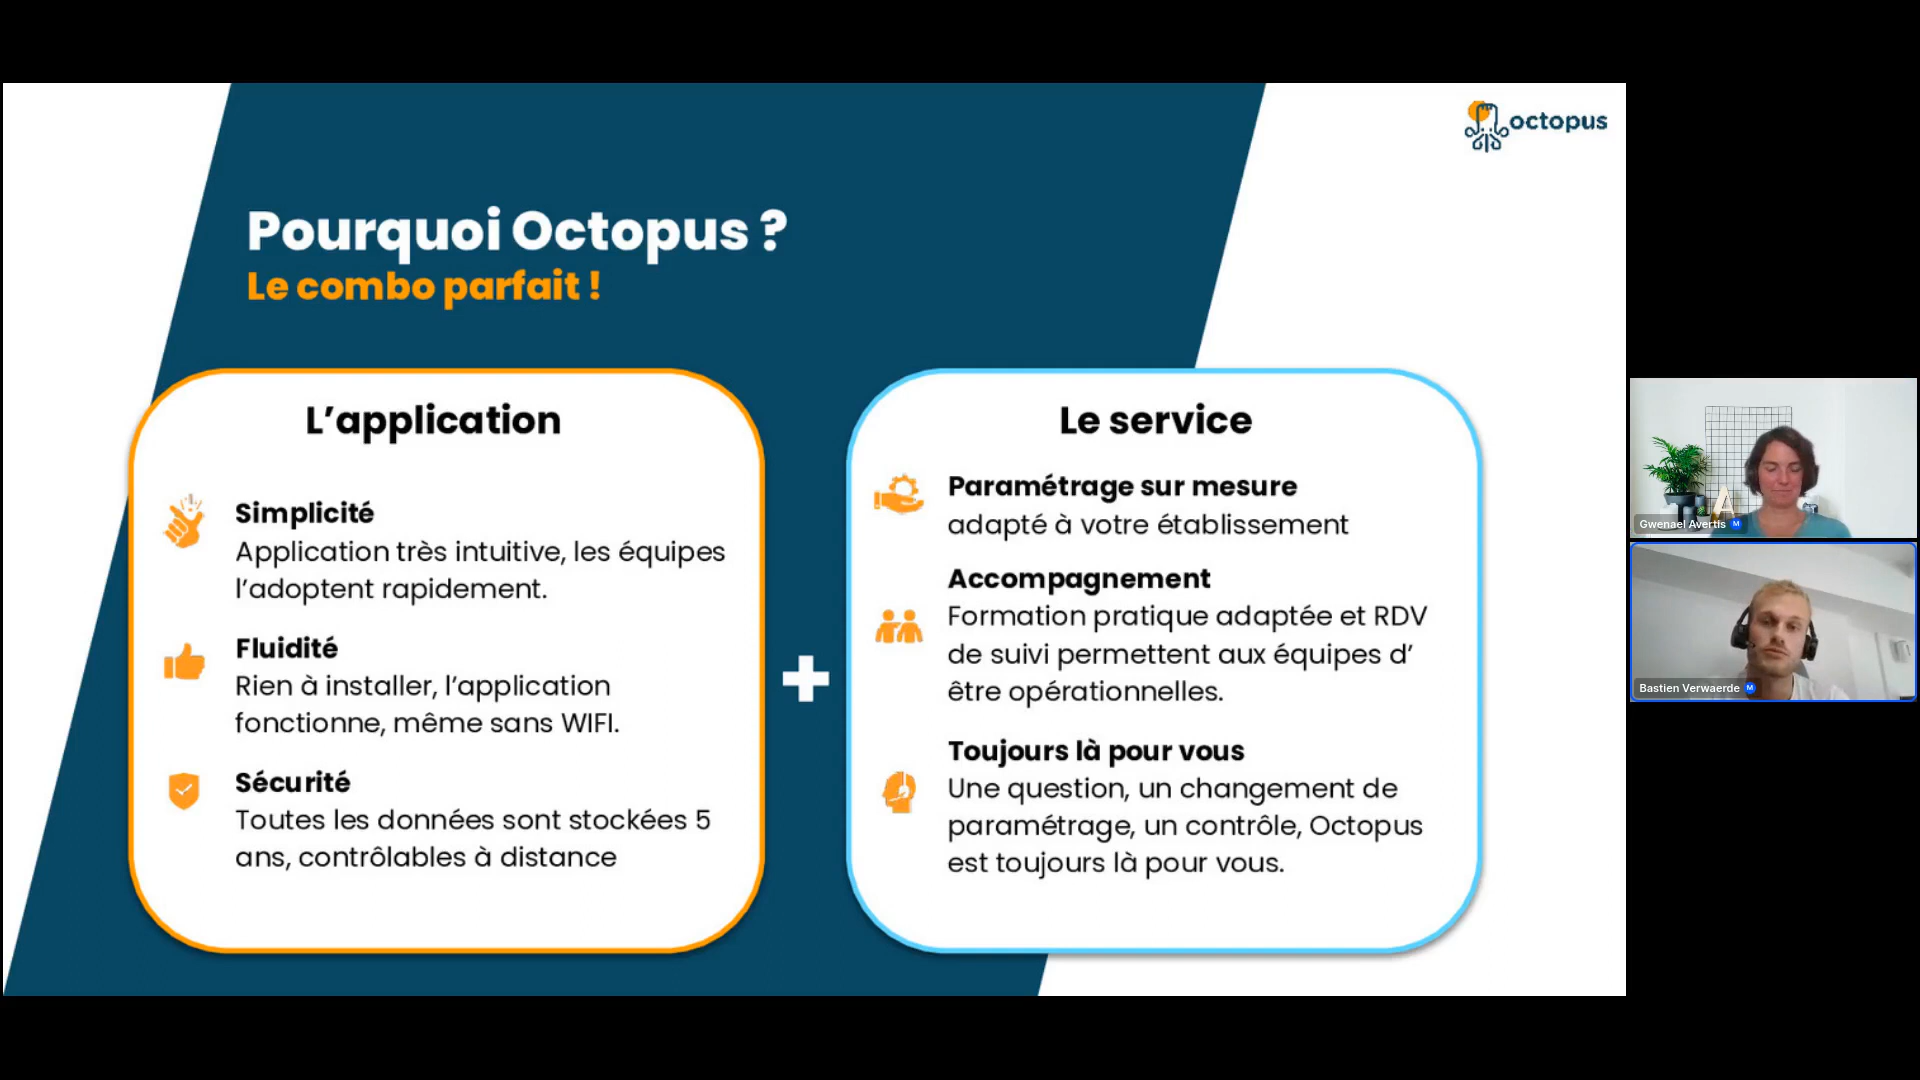 octopus
Pourquoi Octopus ?
Le combo parfait !
L’application
Simplicité
Application très intuitive, les équipes
l’adoptent rapidement.
Fluidité
Rien à installer, l’application
fonctionne, même sans WIFI.
Sécurité
Toutes les données sont stockées 5
ans, contrôlables à distance
Le service
Paramétrage sur mesure
adapté à votre établissement
Accompagnement
Formation pratique adaptée et RDV
de suivi permettent aux équipes d’
être opérationnelles.
Toujours là pour vous
Une question, un changement de
paramétrage, un contrôle, Octopus
est toujours là pour vous.
Gwenael Avertis M
Bastien Verwaerde M